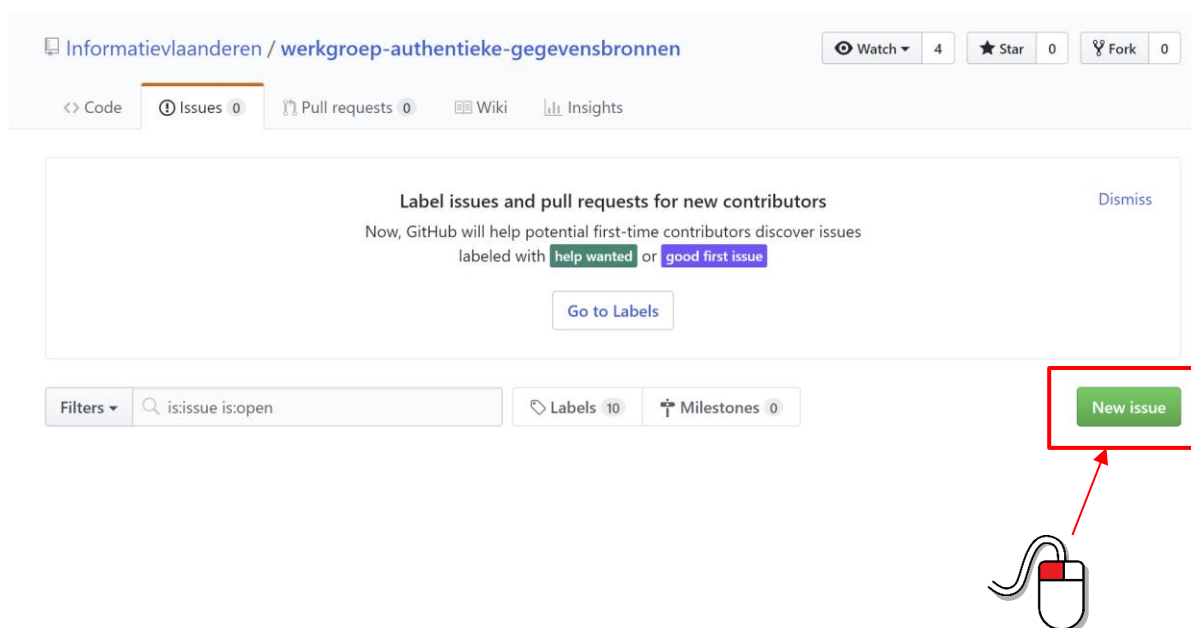 Informatievlaanderen / werkgroep-authentieke-gegevensbronnen Watch 4 Star 0 Fork 0
Code Issues 0 Pull requests 0 Wiki Insights
Label issues and pull requests for new contributors Dismiss
Now, GitHub will help potential first-time contributors discover issues
labeled with help wanted or good first issue
Go to Labels
Filters is:issue is:open Labels 10 Milestones 0 New issue